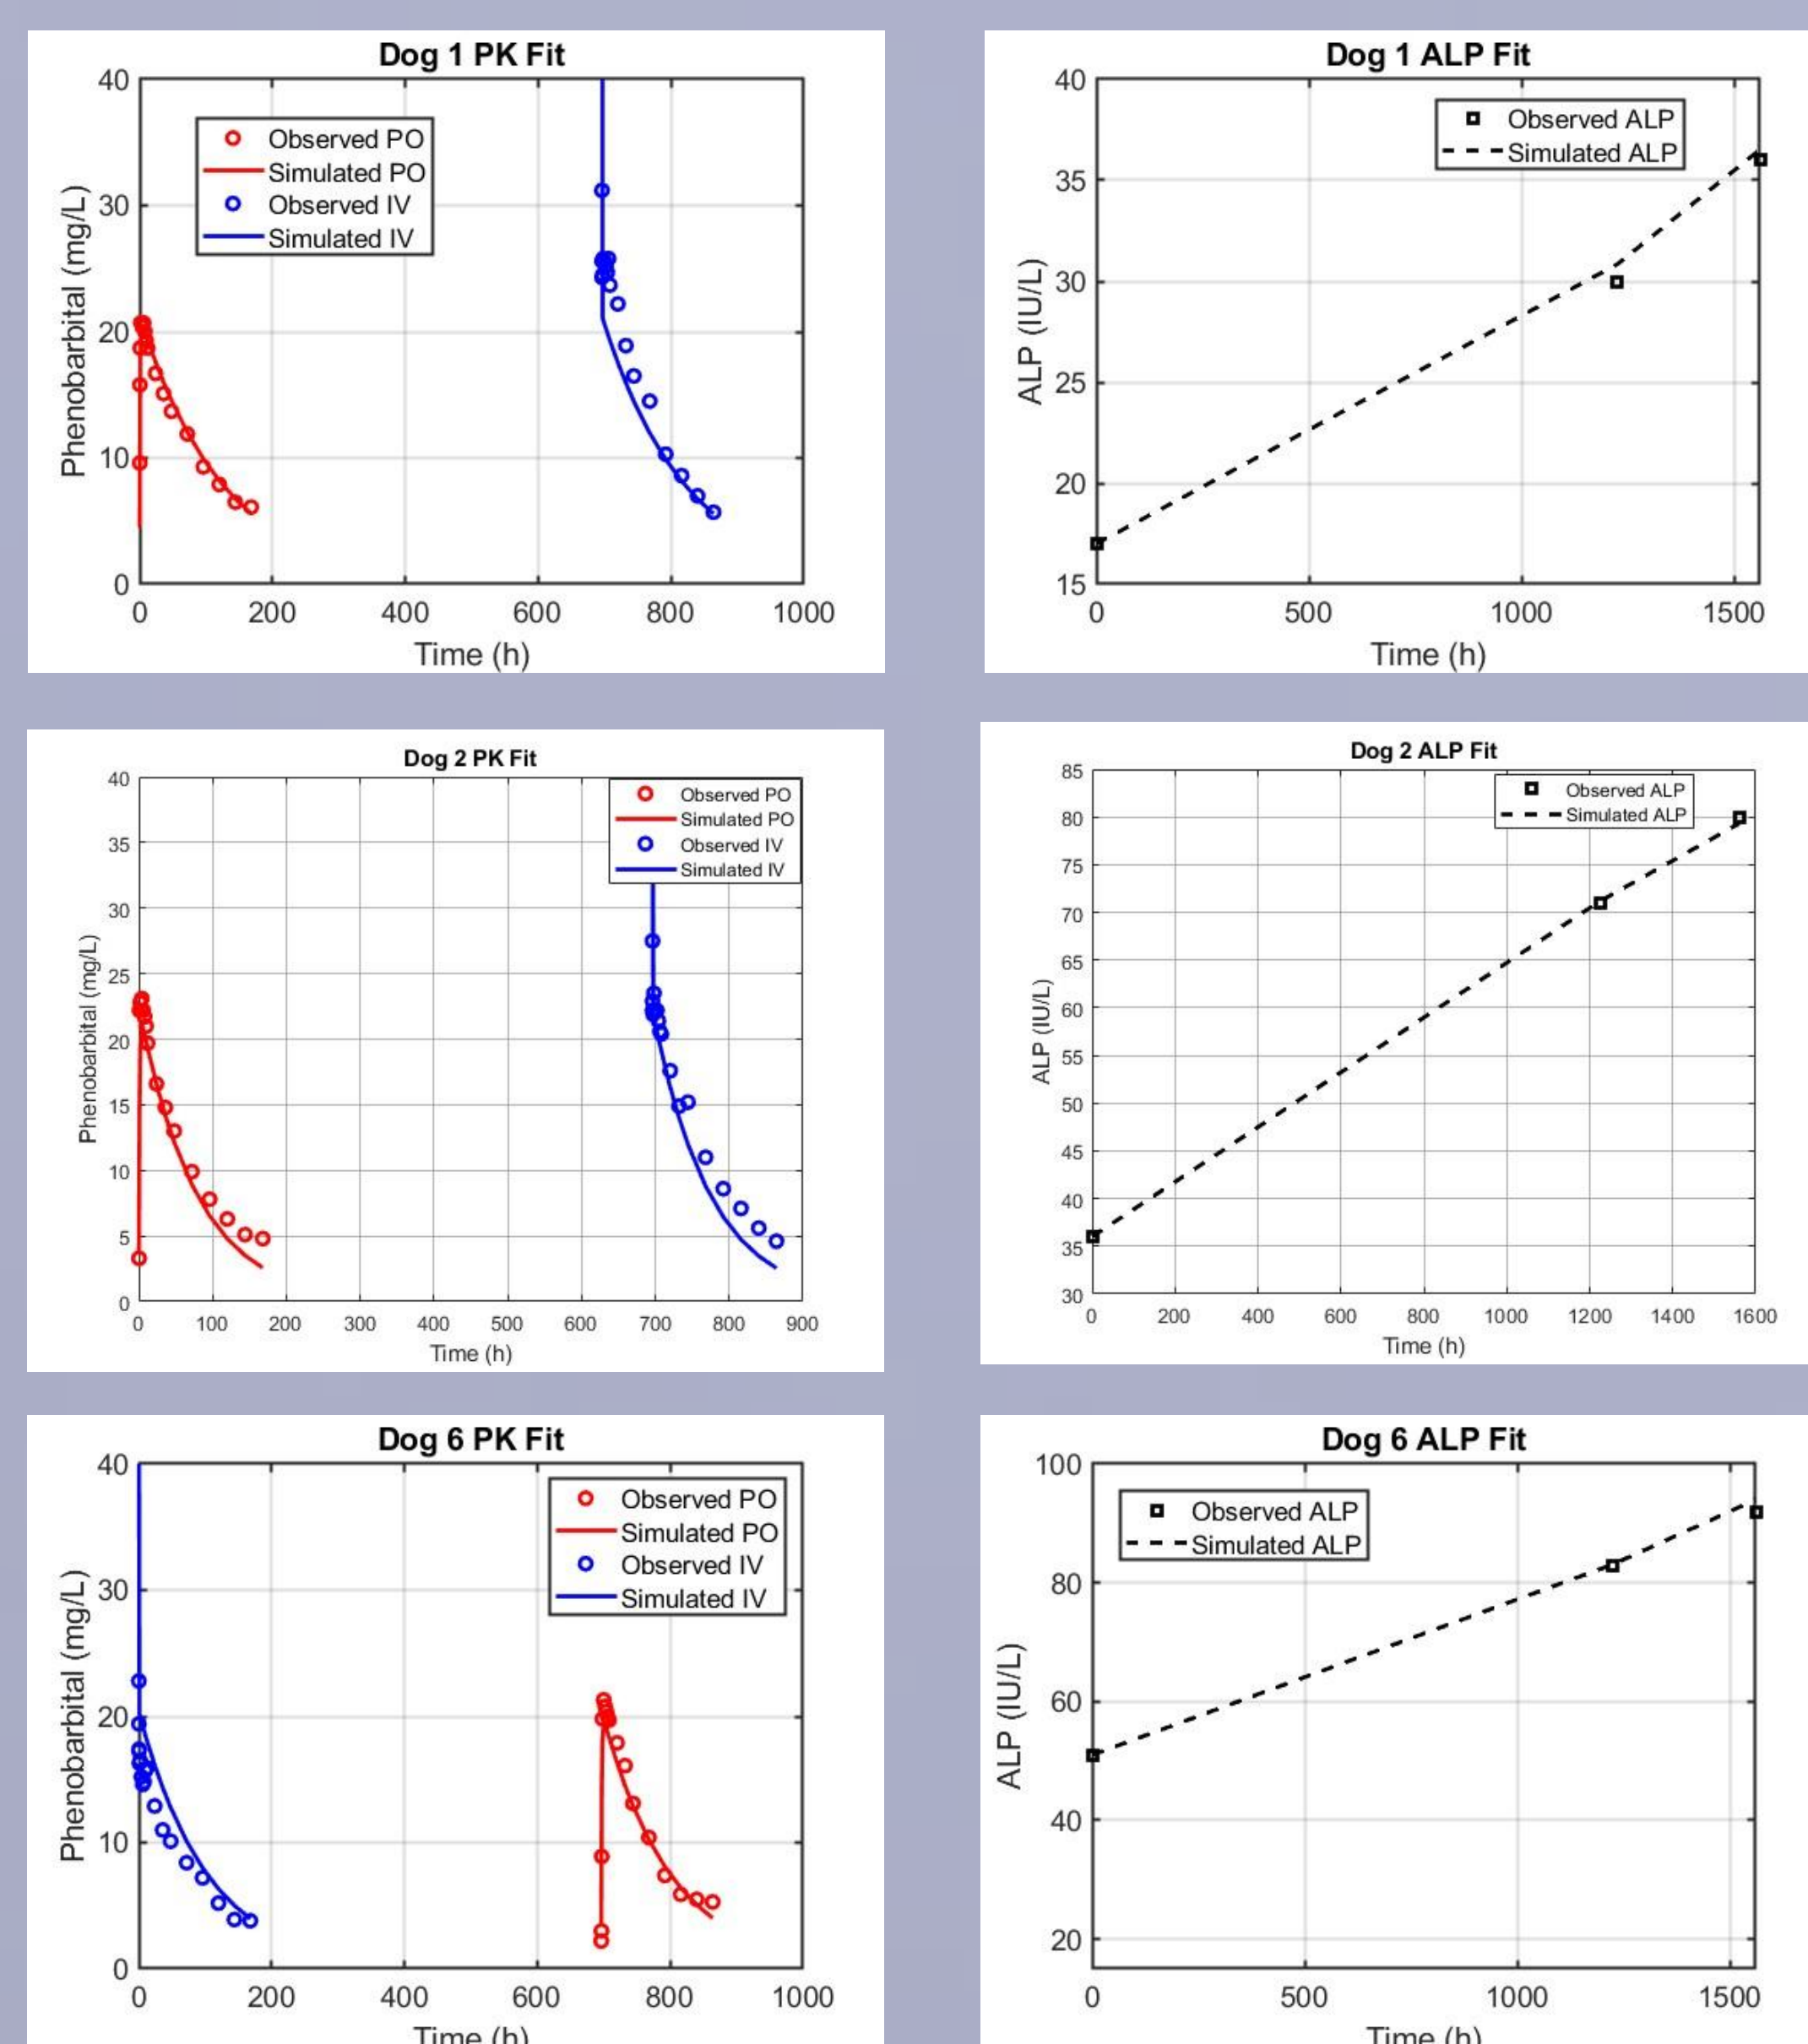 Dog 1 PK Fit
40
30
20
10
0
Phenobarbital (mg/L)
Observed PO
Simulated PO
Observed IV
Simulated IV
0 200 400 600 800 1000
Time (h)
Dog 1 ALP Fit
40
35
30
25
20
15
ALP (IU/L)
Observed ALP
Simulated ALP
0 500 1000 1500
Time (h)
Dog 2 PK Fit
40
35
30
25
20
15
10
5
0
Phenobarbital (mg/L)
Observed PO
Simulated PO
Observed IV
Simulated IV
0 100 200 300 400 500 600 700 800 900
Time (h)
Dog 2 ALP Fit
85
80
75
70
65
60
55
50
45
40
35
30
ALP (IU/L)
Observed ALP
Simulated ALP
0 200 400 600 800 1000 1200 1400 1600
Time (h)
Dog 6 PK Fit
40
30
20
10
0
Phenobarbital (mg/L)
Observed PO
Simulated PO
Observed IV
Simulated IV
0 200 400 600 800 1000
Time (h)
Dog 6 ALP Fit
100
80
60
40
20
ALP (IU/L)
Observed ALP
Simulated ALP
0 500 1000 1500
Time (h)